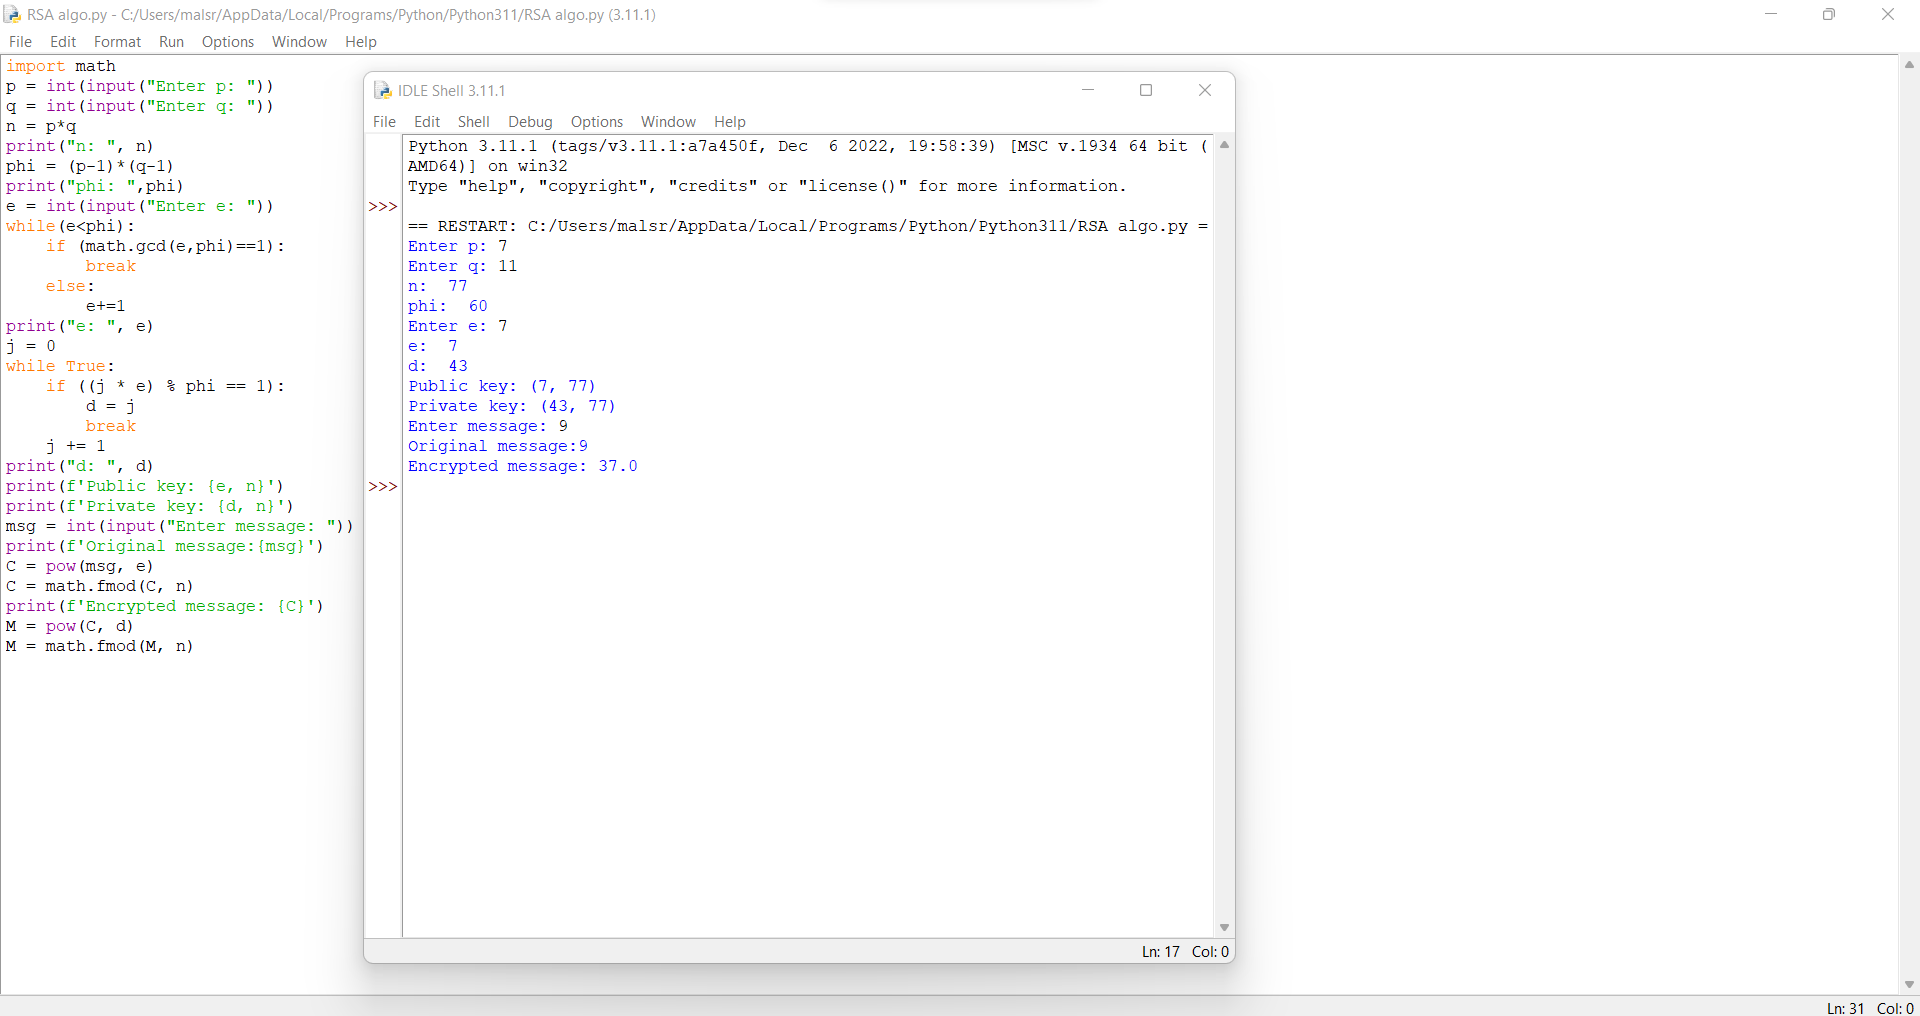 RSA algo.py - C:/Users/malsr/AppData/Local/Programs/Python/Python311/RSA algo.py (3.11.1)
File Edit Format Run Options Window Help
import math
p = int(input("Enter p: "))
q = int(input("Enter q: "))
n = p*q
print("n: ", n)
phi = (p-1)*(q-1)
print("phi: ",phi)
e = int(input("Enter e: "))
while(e<phi):
    if (math.gcd(e,phi)==1):
        break
    else:
        e+=1
print("e: ", e)
j = 0
while True:
    if ((j * e) % phi == 1):
        d = j
        break
    j += 1
print("d: ", d)
print(f'Public key: {e, n}')
print(f'Private key: {d, n}')
msg = int(input("Enter message: "))
print(f'Original message:{msg}')
C = pow(msg, e)
C = math.fmod(C, n)
print(f'Encrypted message: {C}')
M = pow(C, d)
M = math.fmod(M, n)
IDLE Shell 3.11.1
File Edit Shell Debug Options Window Help
Python 3.11.1 (tags/v3.11.1:a7a450f, Dec  6 2022, 19:58:39) [MSC v.1934 64 bit (
AMD64)] on win32
Type "help", "copyright", "credits" or "license()" for more information.
>>>
== RESTART: C:/Users/malsr/AppData/Local/Programs/Python/Python311/RSA algo.py =
Enter p: 7
Enter q: 11
n:  77
phi:  60
Enter e: 7
e:  7
d:  43
Public key: (7, 77)
Private key: (43, 77)
Enter message: 9
Original message:9
Encrypted message: 37.0
>>>
Ln: 17 Col: 0
Ln: 31 Col: 0